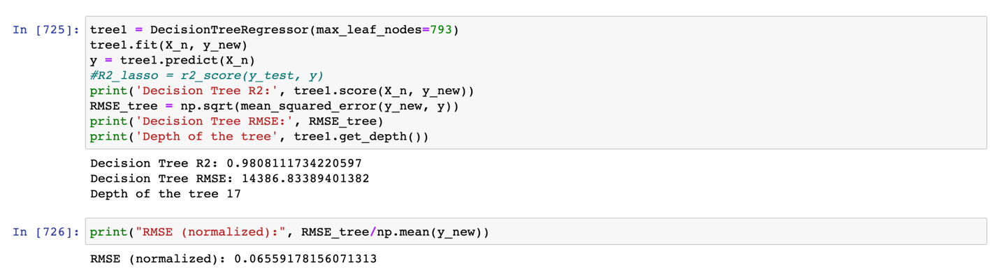 In [725]: tree1 = DecisionTreeRegressor(max_leaf_nodes=793)
tree1.fit(X_n, y_new)
y = tree1.predict(X_n)
#R2_lasso = r2_score(y_test, y)
print('Decision Tree R2:', tree1.score(X_n, y_new))
RMSE_tree = np.sqrt(mean_squared_error(y_new, y))
print('Decision Tree RMSE:', RMSE_tree)
print('Depth of the tree', tree1.get_depth())
Decision Tree R2: 0.9808111734220597
Decision Tree RMSE: 14386.83389401382
Depth of the tree 17
In [726]: print("RMSE (normalized):", RMSE_tree/np.mean(y_new))
RMSE (normalized): 0.06559178156071313